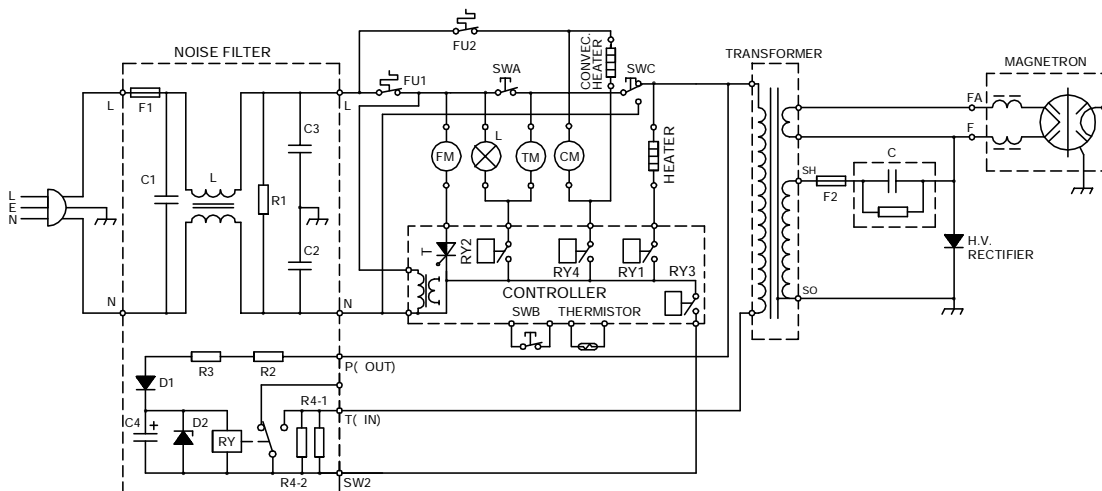 NOISE FILTER
FU2
CONVEC.
HEATER
TRANSFORMER
MAGNETRON
FU1
SWA
SWC
L
F1
L
FA
C3
FM
L
TM
CM
HEATER
F
C1
L
R1
SH
C
L
E
N
F2
C2
T
RY2
RY4
RY1
RY3
H.V.
RECTIFIER
N
N
CONTROLLER
SO
SWB
THERMISTOR
R3
R2
P( OUT)
D1
R4-1
T( IN)
C4
+
D2
RY
R4-2
SW2